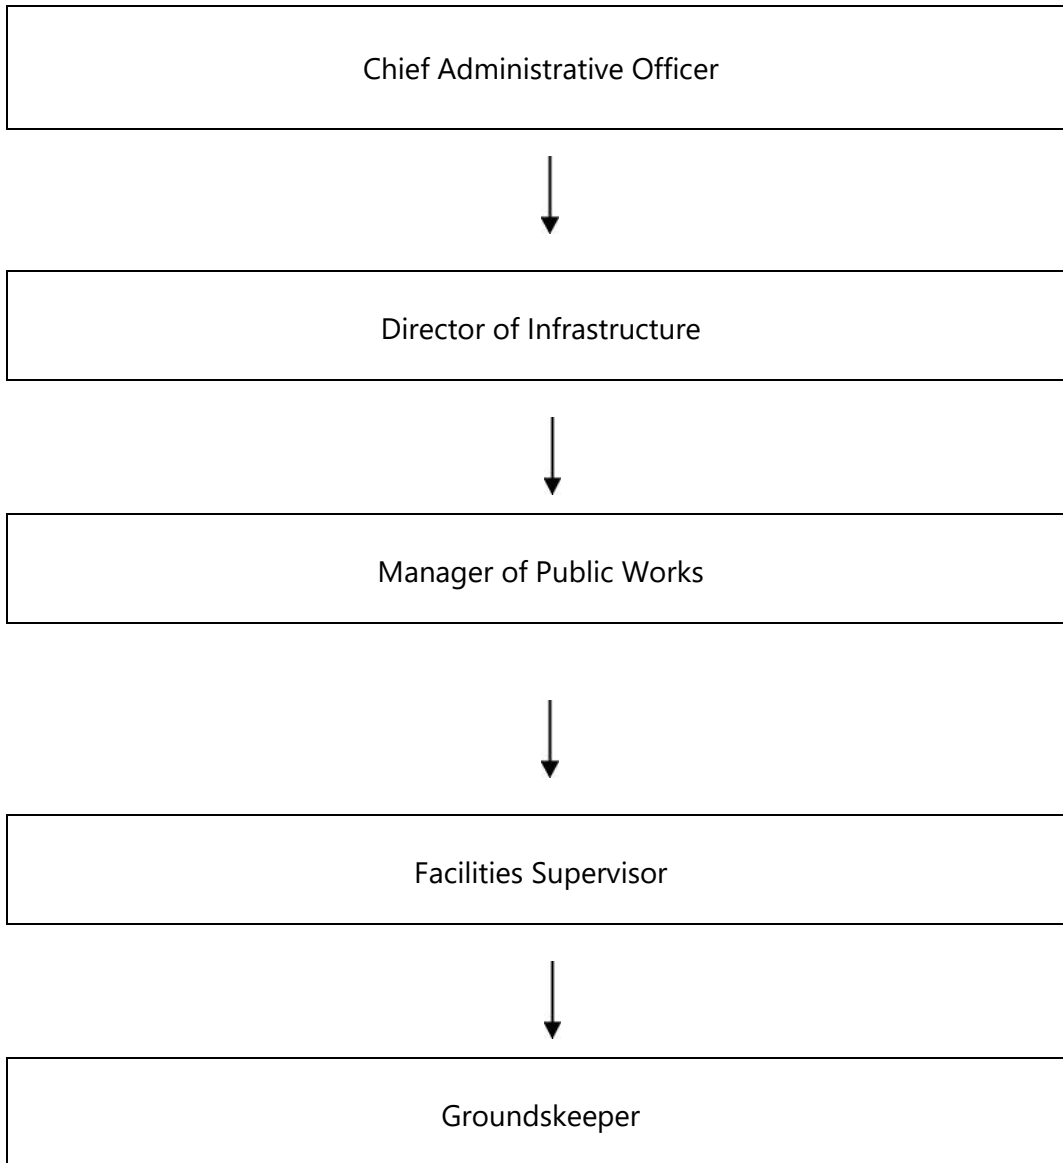 Chief Administrative Officer
Director of Infrastructure
Manager of Public Works
Facilities Supervisor
Groundskeeper